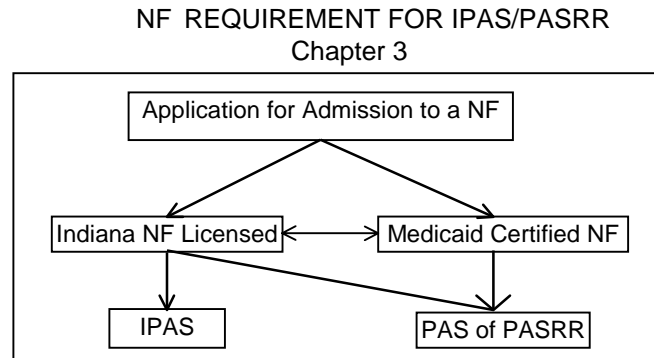 NF REQUIREMENT FOR IPAS/PASRR
Chapter 3
Application for Admission to a NF
Indiana NF Licensed
Medicaid Certified NF
IPAS
PAS of PASRR